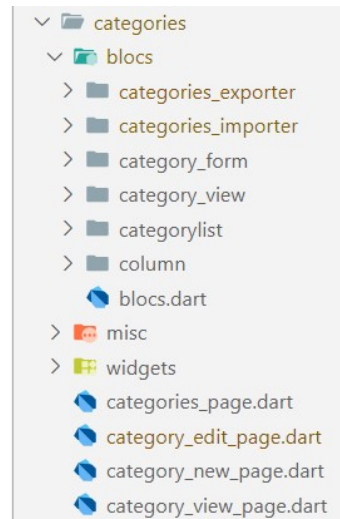 categories
blocs
categories_exporter
categories_importer
category_form
category_view
categorylist
column
blocs.dart
misc
widgets
categories_page.dart
category_edit_page.dart
category_new_page.dart
category_view_page.dart